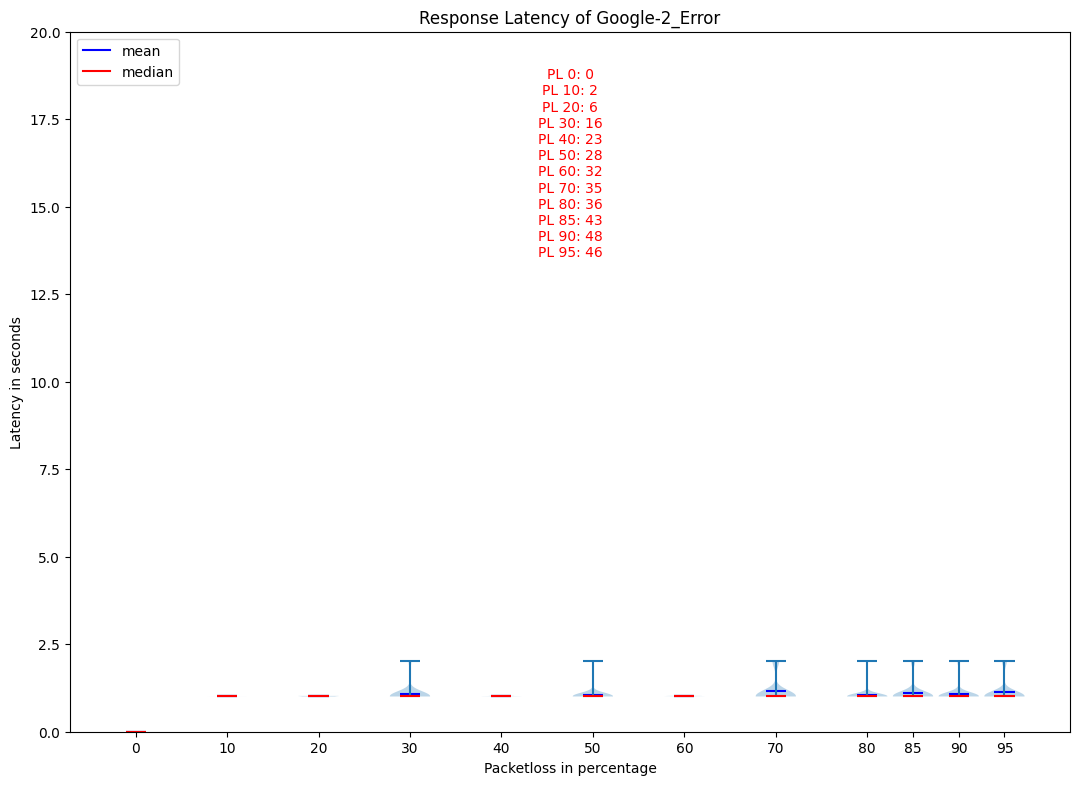 Response Latency of Google-2_Error
mean
median
PL 0: 0
PL 10: 2
PL 20: 6
PL 30: 16
PL 40: 23
PL 50: 28
PL 60: 32
PL 70: 35
PL 80: 36
PL 85: 43
PL 90: 48
PL 95: 46
20.0
17.5
15.0
12.5
10.0
7.5
5.0
2.5
0.0
Latency in seconds
0 10 20 30 40 50 60 70 80 85 90 95
Packetloss in percentage